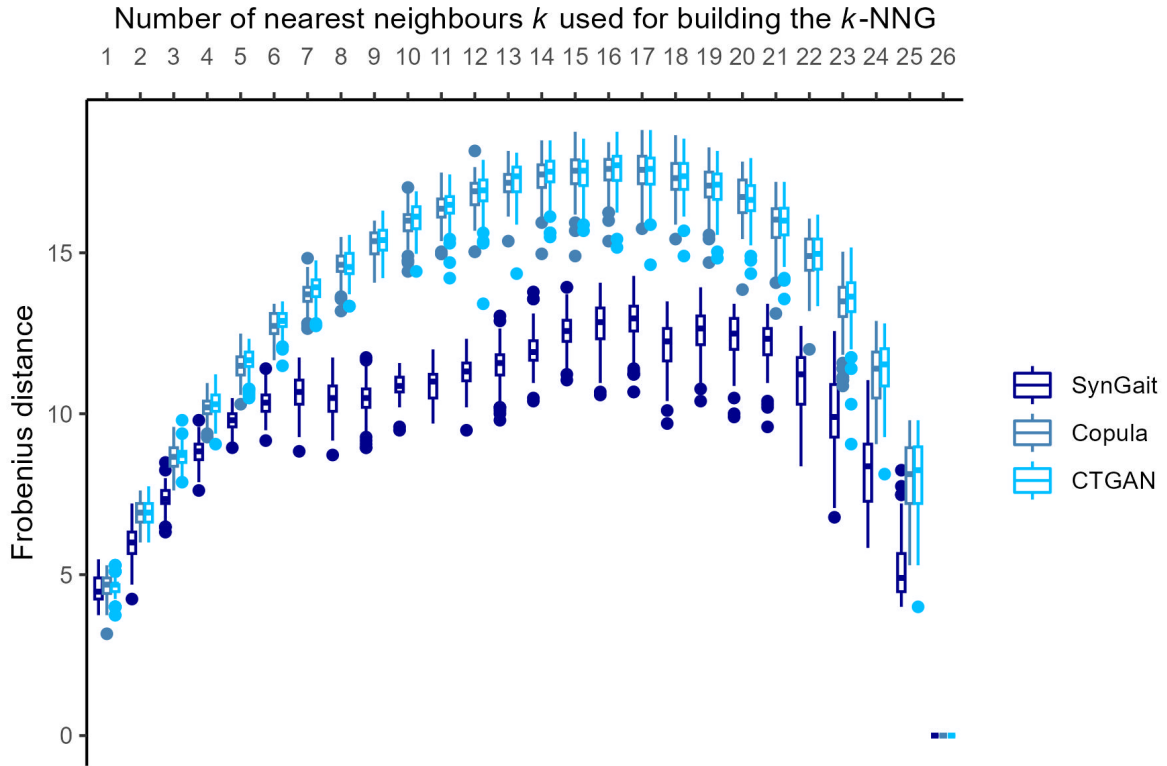 Number of nearest neighbours k used for building the k-NNG
1 2 3 4 5 6 7 8 9 10 11 12 13 14 15 16 17 18 19 20 21 22 23 24 25 26
Frobenius distance
15
10
5
0
SynGait
Copula
CTGAN